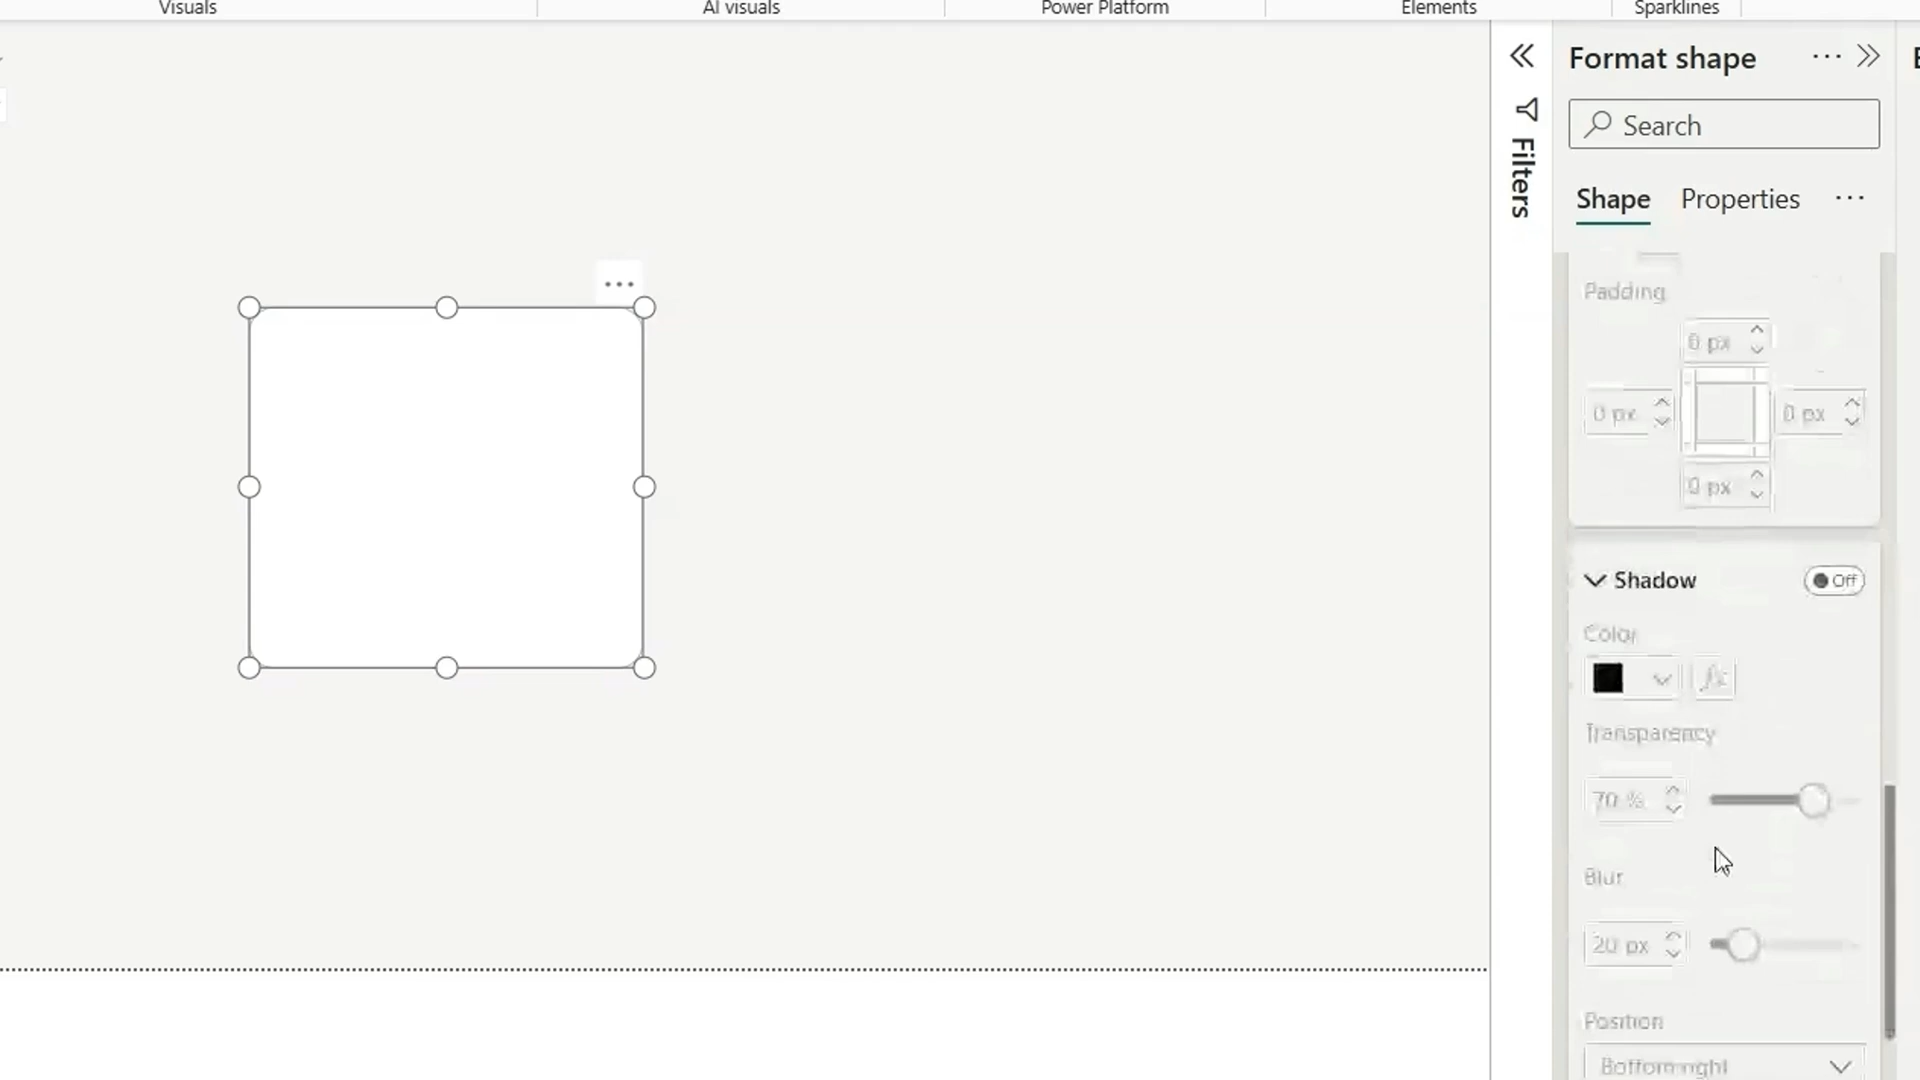 Visuals
AI visuals
Power Platform
Elements
Sparklines
Filters
Format shape
Search
Shape
Properties
Padding
0 px
0 px
0 px
0 px
Shadow
Off
Color
fx
Transparency
70 %
Blur
20 px
Position
Bottom right